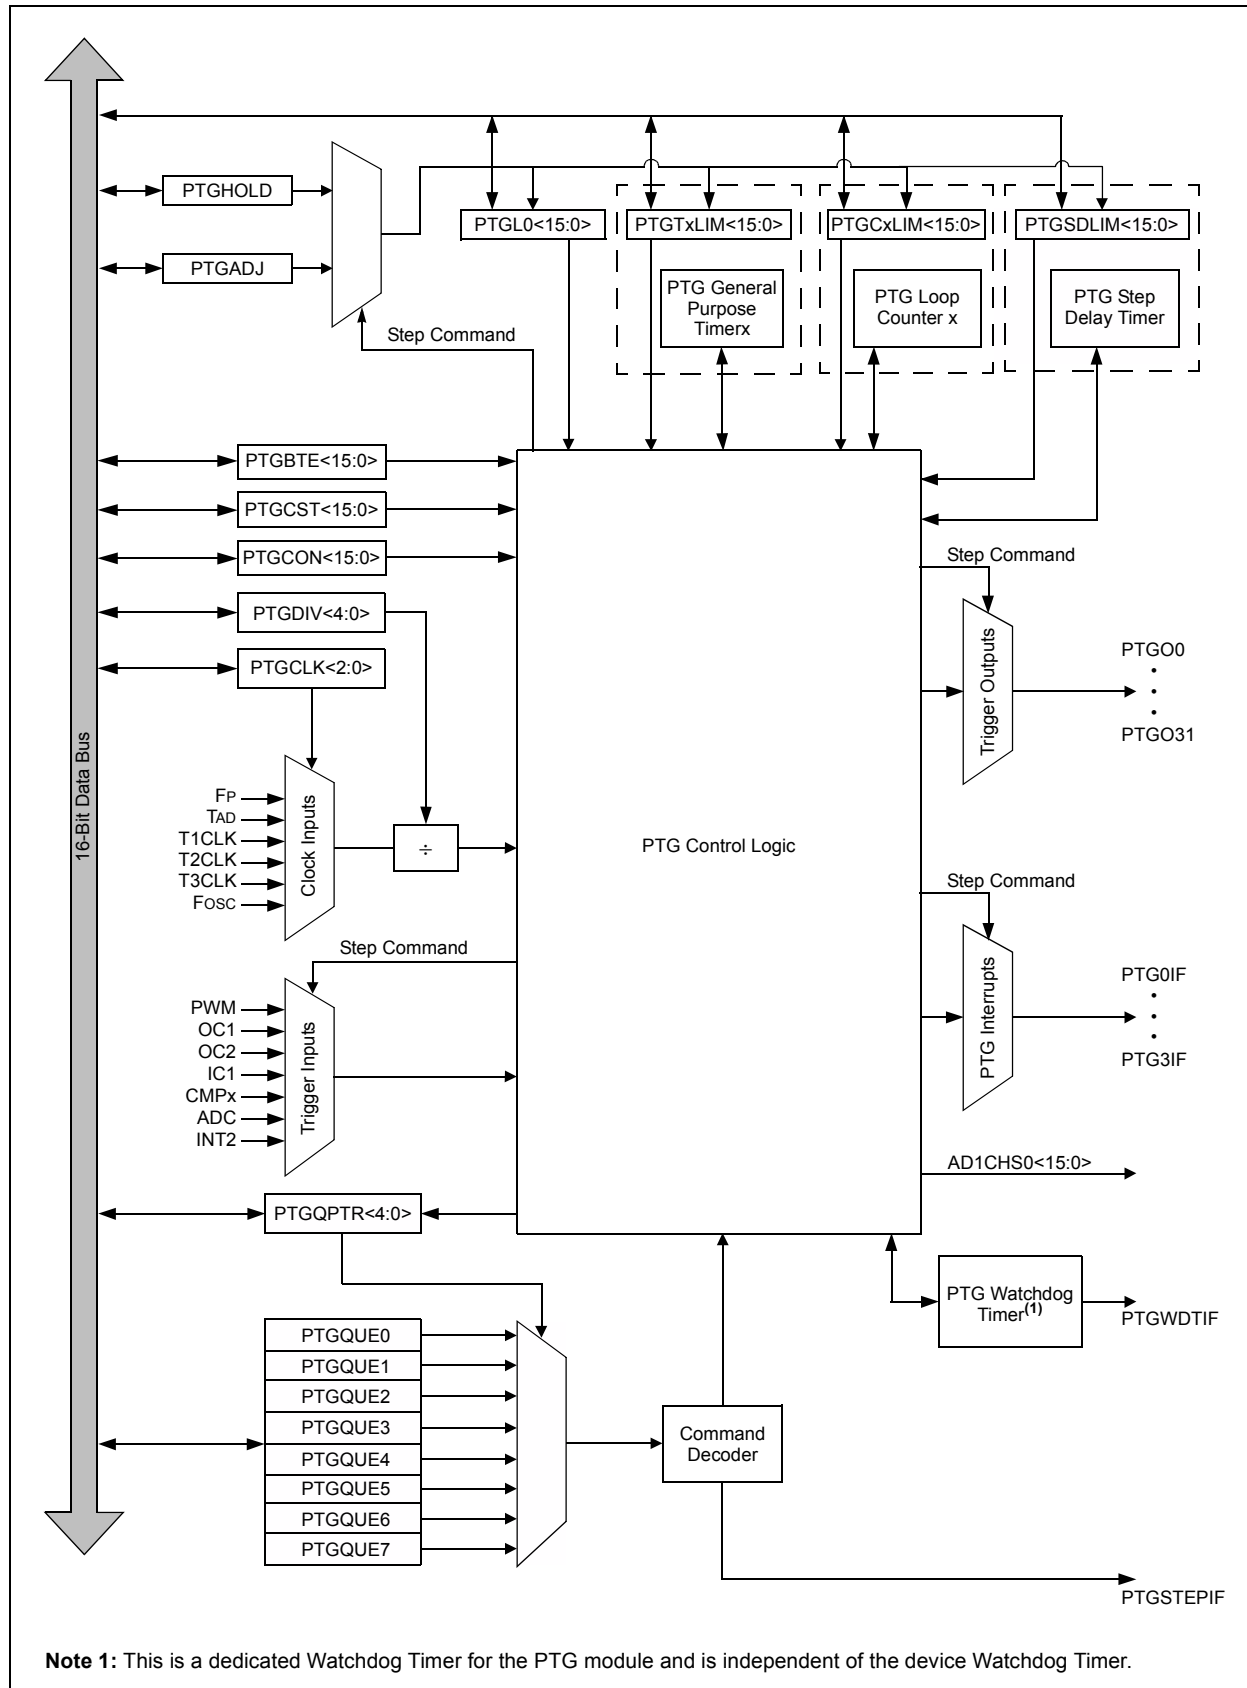 16-Bit Data Bus
PTGHOLD
PTGADJ
Step Command
PTGL0<15:0>
PTGTxLIM<15:0>
PTGCxLIM<15:0>
PTGSDLIM<15:0>
PTG General
Purpose
Timerx
PTG Loop
Counter x
PTG Step
Delay Timer
PTGBTE<15:0>
PTGCST<15:0>
PTGCON<15:0>
PTGDIV<4:0>
PTGCLK<2:0>
FP
TAD
T1CLK
T2CLK
T3CLK
FOSC
Clock Inputs
÷
PTG Control Logic
Step Command
Trigger Outputs
PTGO0
•
•
•
PTGO31
Step Command
PWM
OC1
OC2
IC1
CMPx
ADC
INT2
Trigger Inputs
Step Command
PTG Interrupts
PTG0IF
•
•
•
PTG3IF
AD1CHS0<15:0>
PTGQPTR<4:0>
PTG Watchdog
Timer(1)
PTGWDTIF
PTGQUE0
PTGQUE1
PTGQUE2
PTGQUE3
PTGQUE4
PTGQUE5
PTGQUE6
PTGQUE7
Command
Decoder
PTGSTEPIF
Note 1: This is a dedicated Watchdog Timer for the PTG module and is independent of the device Watchdog Timer.